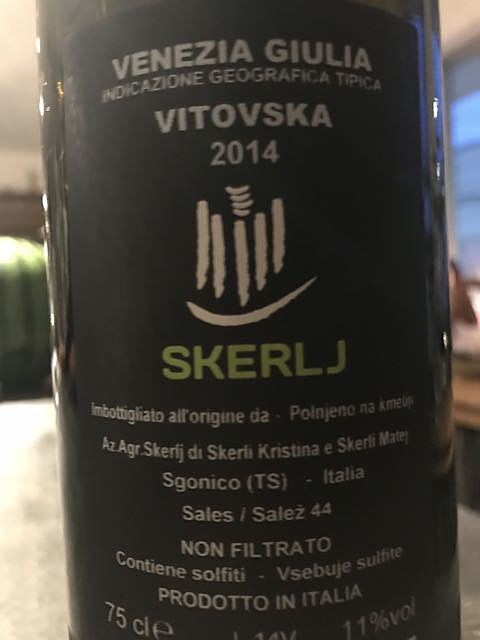 VENEZIA GIULIA
INDICAZIONE GEOGRAFICA TIPICA
VITOVSKA
2014
SKERLJ
Imbottigliato all'origine da - Polnjeno na kmetiji
Az.Agr.Skerlj di Skerli Kristina e Skerli Matej
Sgonico (TS) - Italia
Sales / Salež 44
NON FILTRATO
Contiene solfiti - Vsebuje sulfite
PRODOTTO IN ITALIA
75 cl e 11%vol